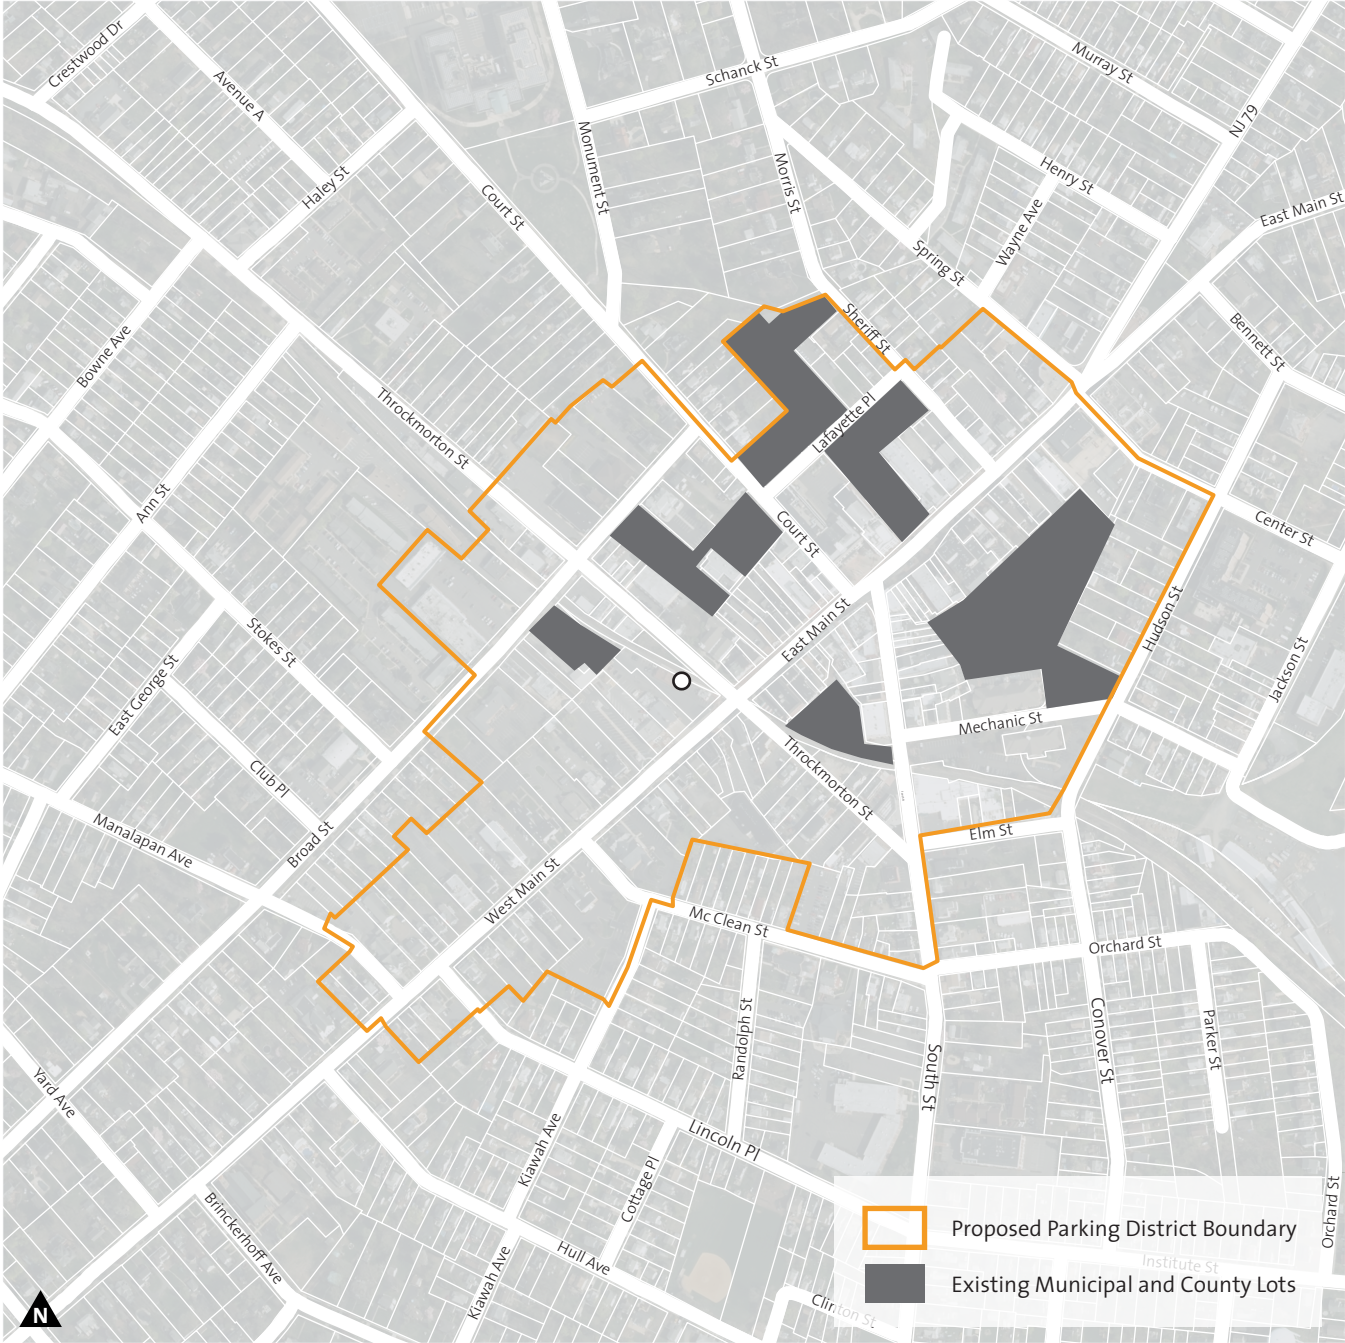 Crestwood Dr
Avenue A
Haley St
Court St
Monument St
Schanck St
Morris St
Murray St
NJ 79
Henry St
Wayne Ave
East Main St
Spring St
Bennett St
Sheriff St
Bowne Ave
Throckmorton St
Lafayette Pl
Ann St
Court St
Center St
Hudson St
East Main St
Stokes St
East George St
Jackson St
Mechanic St
Throckmorton St
Club Pl
Manalapan Ave
Broad St
Elm St
West Main St
Mc Clean St
Orchard St
Randolph St
Conover St
Parker St
South St
Yard Ave
Kiawah Ave
Lincoln Pl
Cottage Pl
Brinckerhoff Ave
Hull Ave
Kiawah Ave
Orchard St
Institute St
Clinton St
Proposed Parking District Boundary
Existing Municipal and County Lots
N